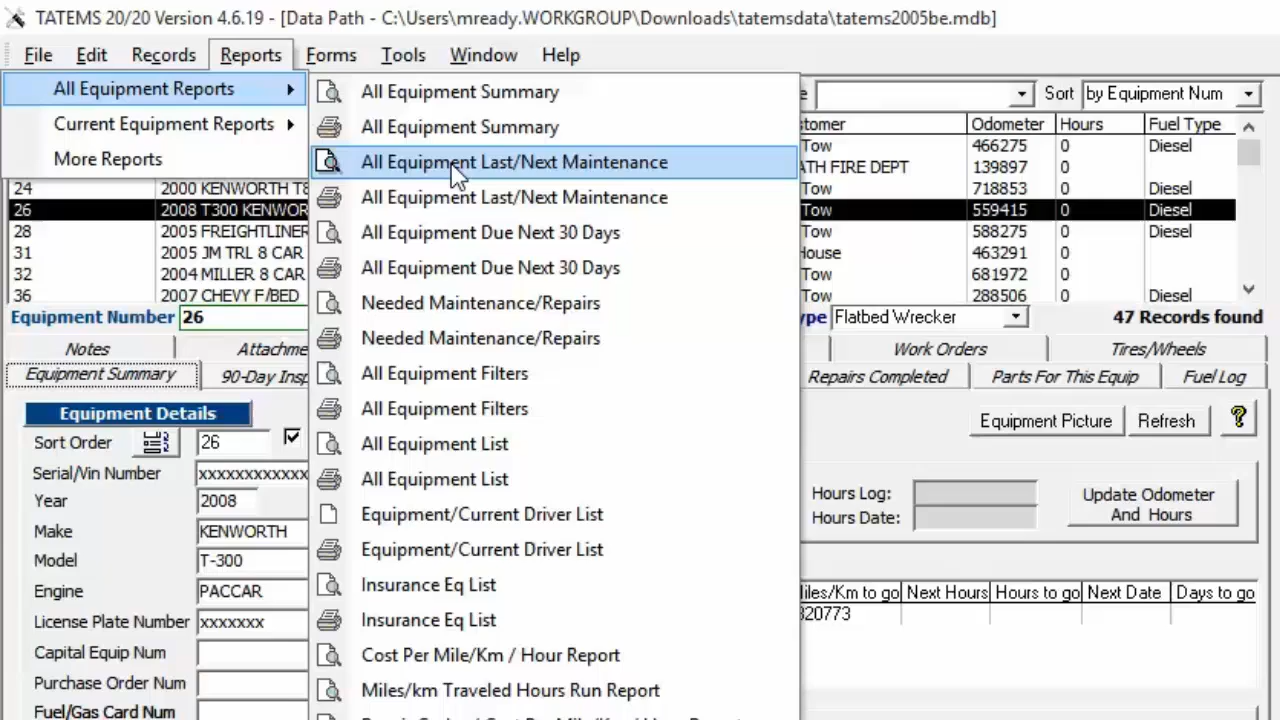 TATEMS 20/20 Version 4.6.19 - [Data Path - C:\Users\mready.WORKGROUP\Downloads\tatemsdata\tatems2005be.mdb]
File Edit Records Reports Forms Tools Window Help
All Equipment Reports
Current Equipment Reports
More Reports
All Equipment Summary
All Equipment Summary
All Equipment Last/Next Maintenance
All Equipment Last/Next Maintenance
All Equipment Due Next 30 Days
All Equipment Due Next 30 Days
Needed Maintenance/Repairs
Needed Maintenance/Repairs
All Equipment Filters
All Equipment Filters
All Equipment List
All Equipment List
Equipment/Current Driver List
Equipment/Current Driver List
Insurance Eq List
Insurance Eq List
Cost Per Mile/Km / Hour Report
Miles/km Traveled Hours Run Report
Sort by Equipment Num
stomer Odometer Hours Fuel Type
Tow 466275 0 Diesel
ATH FIRE DEPT 139897 0
Tow 718853 0 Diesel
Tow 559415 0 Diesel
Tow 588275 0 Diesel
House 463291 0
Tow 681972 0
Tow 288506 0 Diesel
24 2000 KENWORTH T8
26 2008 T300 KENWOR
28 2005 FREIGHTLINER
31 2005 JM TRL 8 CAR
32 2004 MILLER 8 CAR
36 2007 CHEVY F/BED
Equipment Number 26
ype Flatbed Wrecker 47 Records found
Notes Attachme
Work Orders Tires/Wheels
Equipment Summary 90-Day Insp
Repairs Completed Parts For This Equip Fuel Log
Equipment Details
Sort Order 26
Serial/Vin Number xxxxxxxxxxxx
Year 2008
Make KENWORTH
Model T-300
Engine PACCAR
License Plate Number xxxxxxx
Capital Equip Num
Purchase Order Num
Fuel/Gas Card Num
Equipment Picture Refresh ?
Hours Log:
Hours Date:
Update Odometer
And Hours
Miles/Km to go Next Hours Hours to go Next Date Days to go
320773